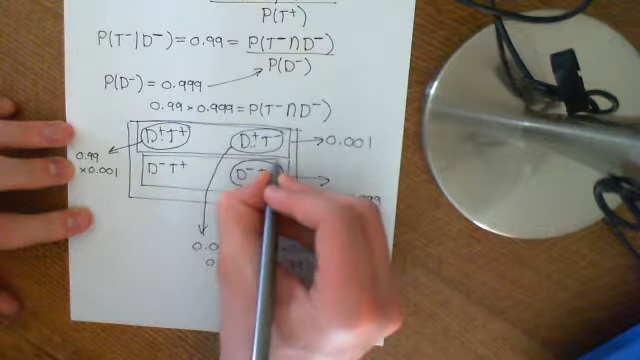 P(T⁺)
P(T⁻|D⁻) = 0.99 = P(T⁻∩D⁻)
P(D⁻)
P(D⁻) = 0.999
0.99 × 0.999 = P(T⁻∩D⁻)
D⁺T⁺ D⁺T⁻ → 0.001
0.99
× 0.001
D⁻T⁺